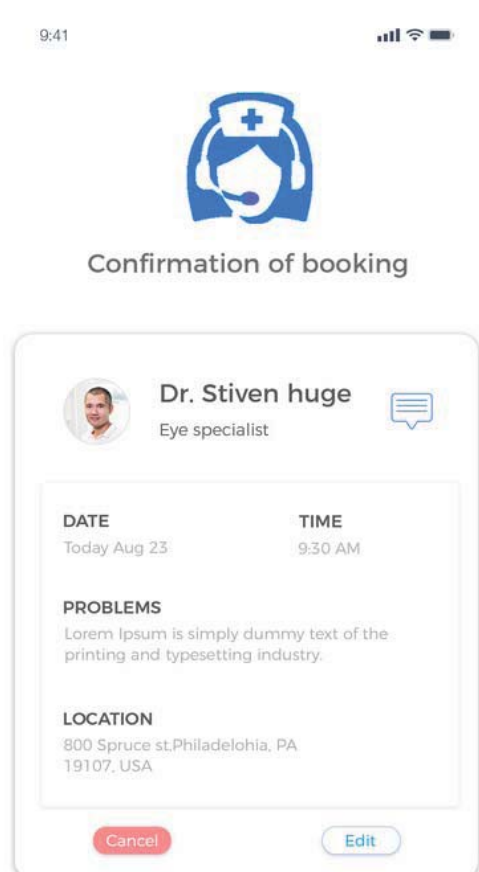 9:41
Confirmation of booking
Dr. Stiven huge
Eye specialist
DATE
TIME
Today Aug 23
9:30 AM
PROBLEMS
Lorem Ipsum is simply dummy text of the
printing and typesetting industry.
LOCATION
800 Spruce st,Philadelohia, PA
19107, USA
Cancel
Edit